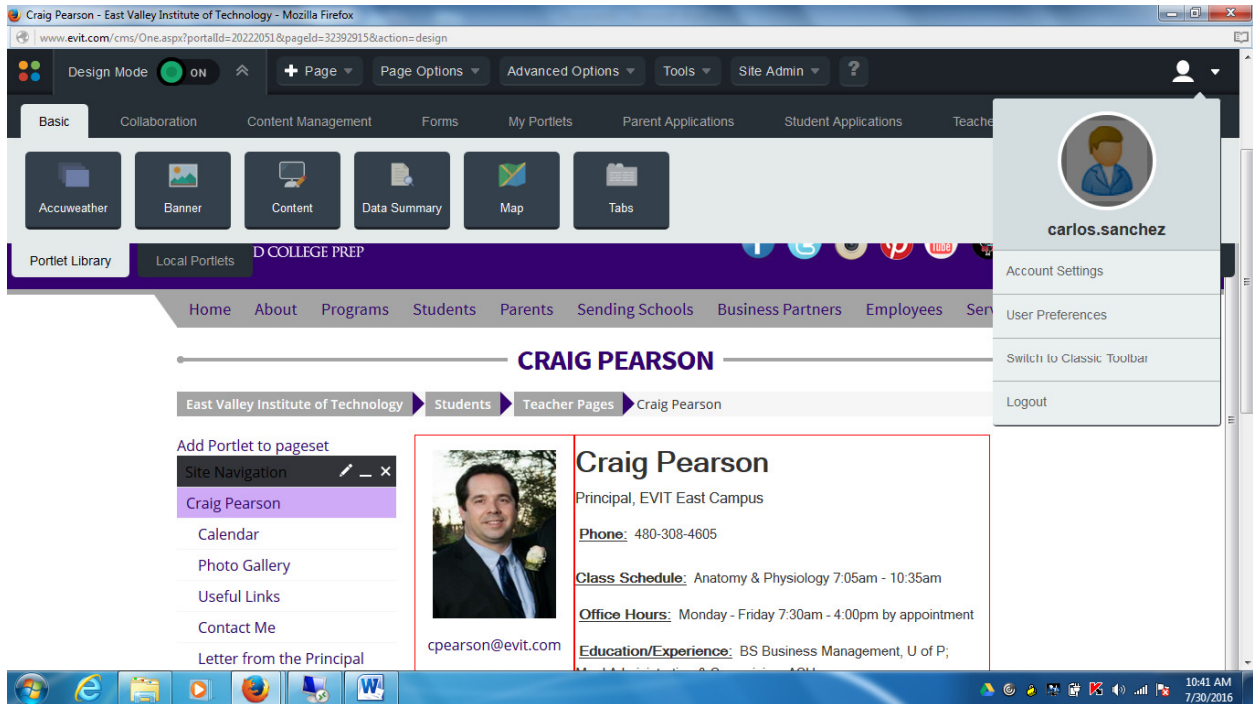 Craig Pearson - East Valley Institute of Technology - Mozilla Firefox
www.evit.com/cms/One.aspx?portalId=20222051&pageId=32392915&action=design
Design Mode ON + Page Page Options Advanced Options Tools Site Admin ?
Basic Collaboration Content Management Forms My Portlets Parent Applications Student Applications
Accuweather Banner Content Data Summary Map Tabs
carlos.sanchez
Account Settings
User Preferences
Switch to Classic Toolbar
Logout
Portlet Library Local Portlets D COLLEGE PREP
Home About Programs Students Parents Sending Schools Business Partners Employees
CRAIG PEARSON
East Valley Institute of Technology Students Teacher Pages Craig Pearson
Add Portlet to pageset
Site Navigation
Craig Pearson
Calendar
Photo Gallery
Useful Links
Contact Me
Letter from the Principal
cpearson@evit.com
Craig Pearson
Principal, EVIT East Campus
Phone: 480-308-4605
Class Schedule: Anatomy & Physiology 7:05am - 10:35am
Office Hours: Monday - Friday 7:30am - 4:00pm by appointment
Education/Experience: BS Business Management, U of P;
10:41 AM
7/30/2016